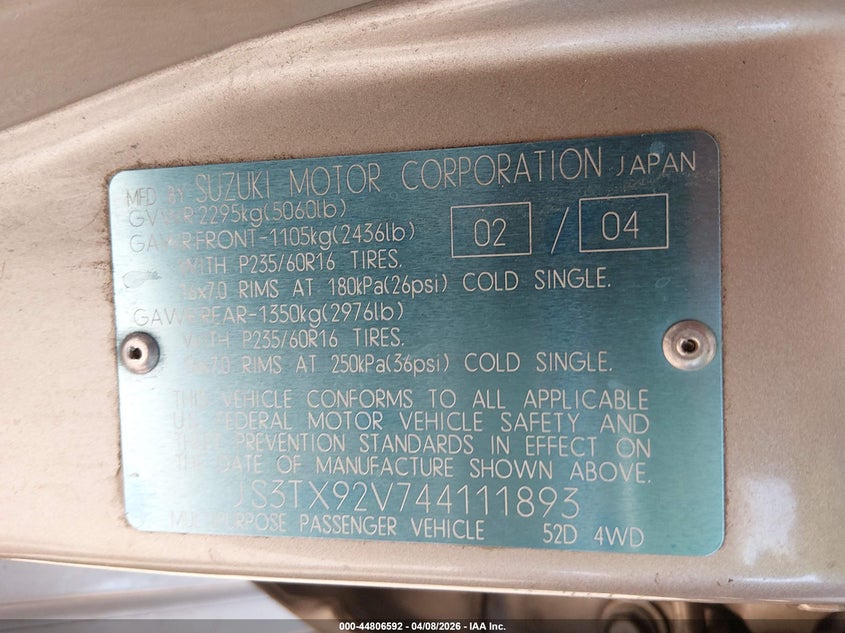 MFD BY SUZUKI MOTOR CORPORATION JAPAN
GVWR 2295kg(5060lb)
02 / 04
GAWR-FRONT-1105kg(2436lb)
WITH P235/60R16 TIRES.
16x7.0 RIMS AT 180kPa(26psi) COLD SINGLE.
GAWR-REAR-1350kg(2976lb)
WITH P235/60R16 TIRES.
16x7.0 RIMS AT 250kPa(36psi) COLD SINGLE.
THIS VEHICLE CONFORMS TO ALL APPLICABLE
U.S. FEDERAL MOTOR VEHICLE SAFETY AND
THEFT PREVENTION STANDARDS IN EFFECT ON
THE DATE OF MANUFACTURE SHOWN ABOVE.
JS3TX92V744111893
MULTIPURPOSE PASSENGER VEHICLE 52D 4WD
000-44806592 - 04/08/2026 - IAA Inc.